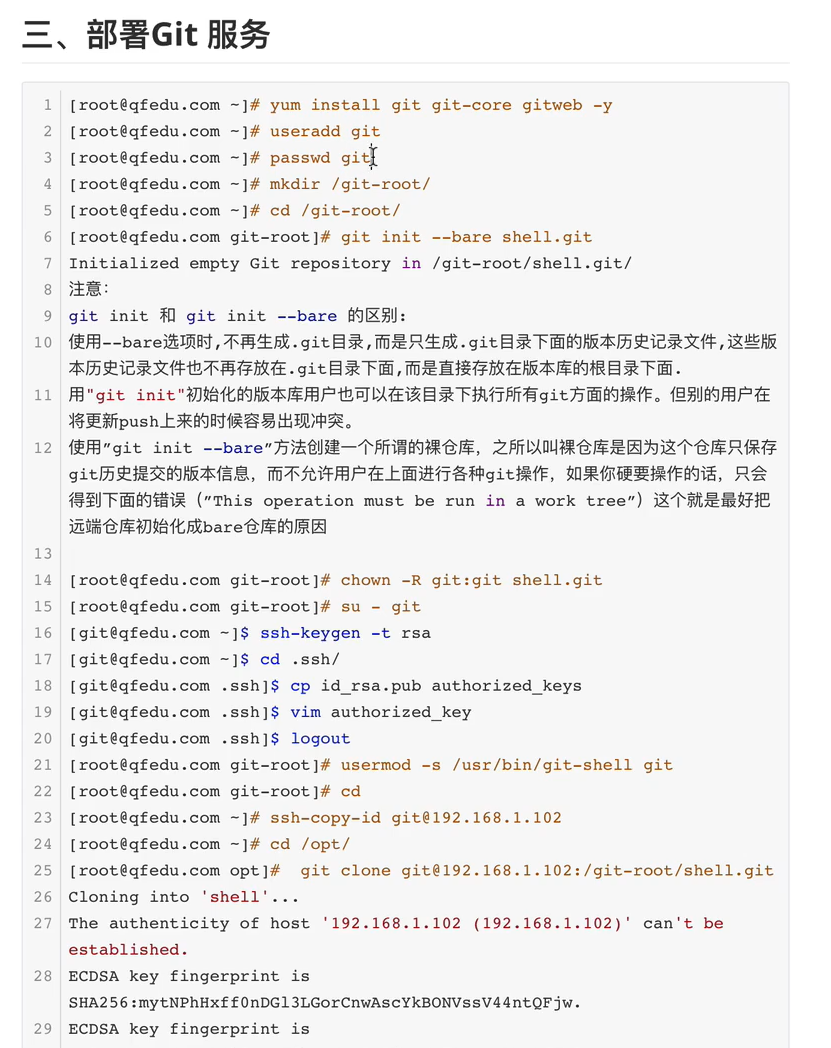 三、部署Git 服务
1 [root@qfedu.com ~]# yum install git git-core gitweb -y
2 [root@qfedu.com ~]# useradd git
3 [root@qfedu.com ~]# passwd git
4 [root@qfedu.com ~]# mkdir /git-root/
5 [root@qfedu.com ~]# cd /git-root/
6 [root@qfedu.com git-root]# git init --bare shell.git
7 Initialized empty Git repository in /git-root/shell.git/
8 注意：
9 git init 和 git init --bare 的区别:
10 使用--bare选项时,不再生成.git目录,而是只生成.git目录下面的版本历史记录文件,这些版
本历史记录文件也不再存放在.git目录下面,而是直接存放在版本库的根目录下面.
11 用"git init"初始化的版本库用户也可以在该目录下执行所有git方面的操作。但别的用户在
将更新push上来的时候容易出现冲突。
12 使用”git init --bare”方法创建一个所谓的裸仓库，之所以叫裸仓库是因为这个仓库只保存
git历史提交的版本信息，而不允许用户在上面进行各种git操作，如果你硬要操作的话，只会
得到下面的错误（”This operation must be run in a work tree”）这个就是最好把
远端仓库初始化成bare仓库的原因
13
14 [root@qfedu.com git-root]# chown -R git:git shell.git
15 [root@qfedu.com git-root]# su - git
16 [git@qfedu.com ~]$ ssh-keygen -t rsa
17 [git@qfedu.com ~]$ cd .ssh/
18 [git@qfedu.com .ssh]$ cp id_rsa.pub authorized_keys
19 [git@qfedu.com .ssh]$ vim authorized_key
20 [git@qfedu.com .ssh]$ logout
21 [root@qfedu.com git-root]# usermod -s /usr/bin/git-shell git
22 [root@qfedu.com git-root]# cd
23 [root@qfedu.com ~]# ssh-copy-id git@192.168.1.102
24 [root@qfedu.com ~]# cd /opt/
25 [root@qfedu.com opt]#  git clone git@192.168.1.102:/git-root/shell.git
26 Cloning into 'shell'...
27 The authenticity of host '192.168.1.102 (192.168.1.102)' can't be
established.
28 ECDSA key fingerprint is
SHA256:mytNPhHxff0nDGl3LGorCnwAscYkBONVssV44ntQFjw.
29 ECDSA key fingerprint is